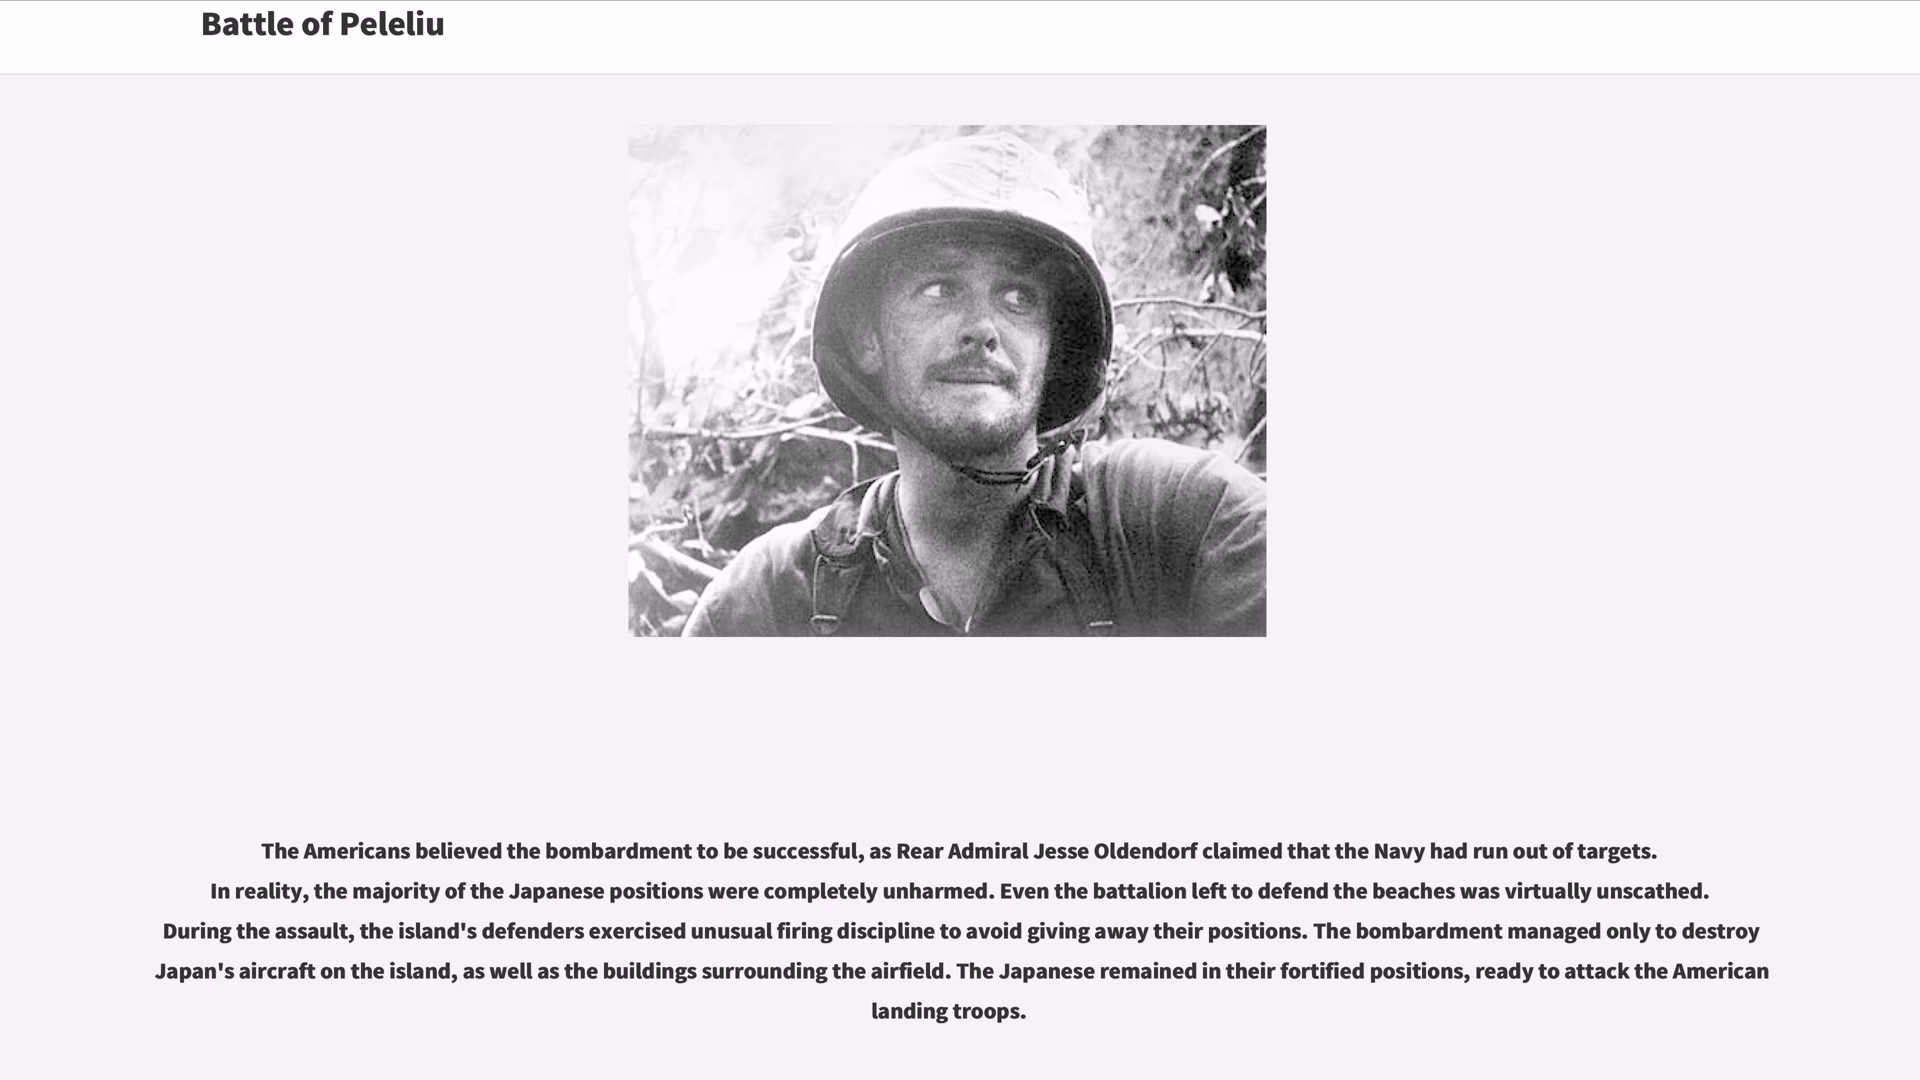 Battle of Peleliu
The Americans believed the bombardment to be successful, as Rear Admiral Jesse Oldendorf claimed that the Navy had run out of targets.
In reality, the majority of the Japanese positions were completely unharmed. Even the battalion left to defend the beaches was virtually unscathed.
During the assault, the island's defenders exercised unusual firing discipline to avoid giving away their positions. The bombardment managed only to destroy
Japan's aircraft on the island, as well as the buildings surrounding the airfield. The Japanese remained in their fortified positions, ready to attack the American
landing troops.